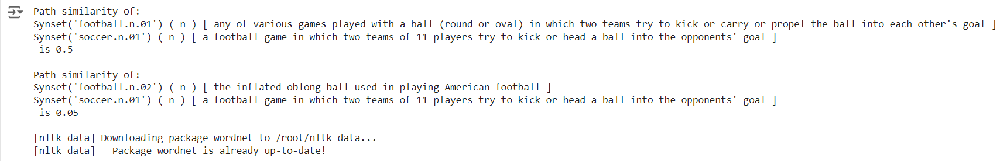 Path similarity of:
Synset('football.n.01') ( n ) [ any of various games played with a ball (round or oval) in which two teams try to kick or carry or propel the ball into each other's goal ]
Synset('soccer.n.01') ( n ) [ a football game in which two teams of 11 players try to kick or head a ball into the opponents' goal ]
is 0.5
Path similarity of:
Synset('football.n.02') ( n ) [ the inflated oblong ball used in playing American football ]
Synset('soccer.n.01') ( n ) [ a football game in which two teams of 11 players try to kick or head a ball into the opponents' goal ]
is 0.05
[nltk_data] Downloading package wordnet to /root/nltk_data...
[nltk_data]   Package wordnet is already up-to-date!